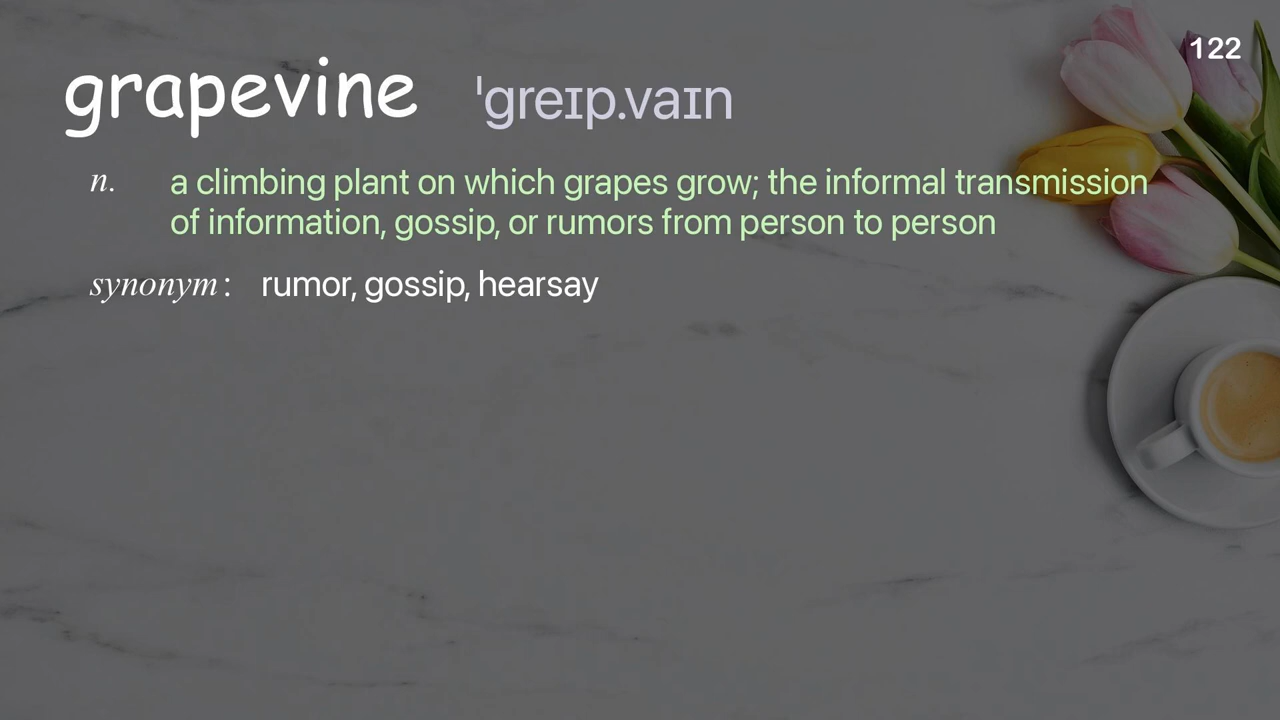 122
grapevine ˈɡreɪp.vaɪn
n. a climbing plant on which grapes grow; the informal transmission
of information, gossip, or rumors from person to person
synonym: rumor, gossip, hearsay